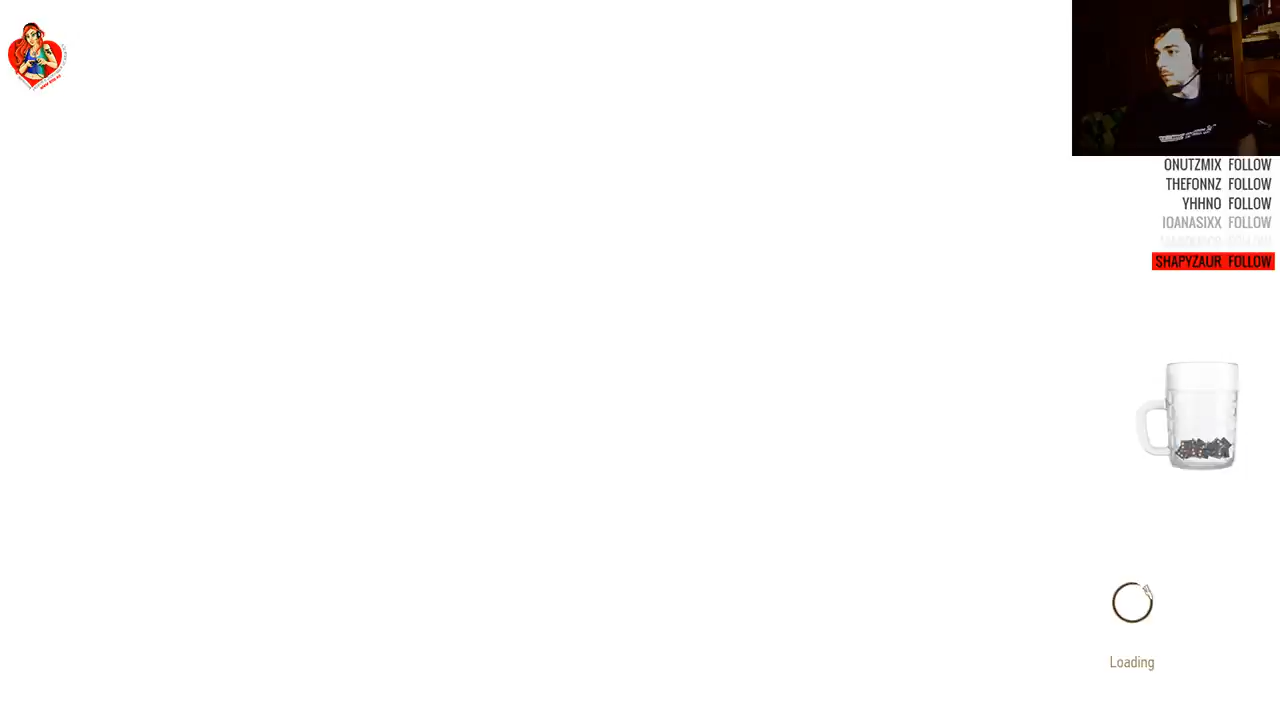 ONUTZMIX FOLLOW
THEFONNZ FOLLOW
YHHNO FOLLOW
IOANASIXX FOLLOW
SHAPYZAUR FOLLOW
Loading